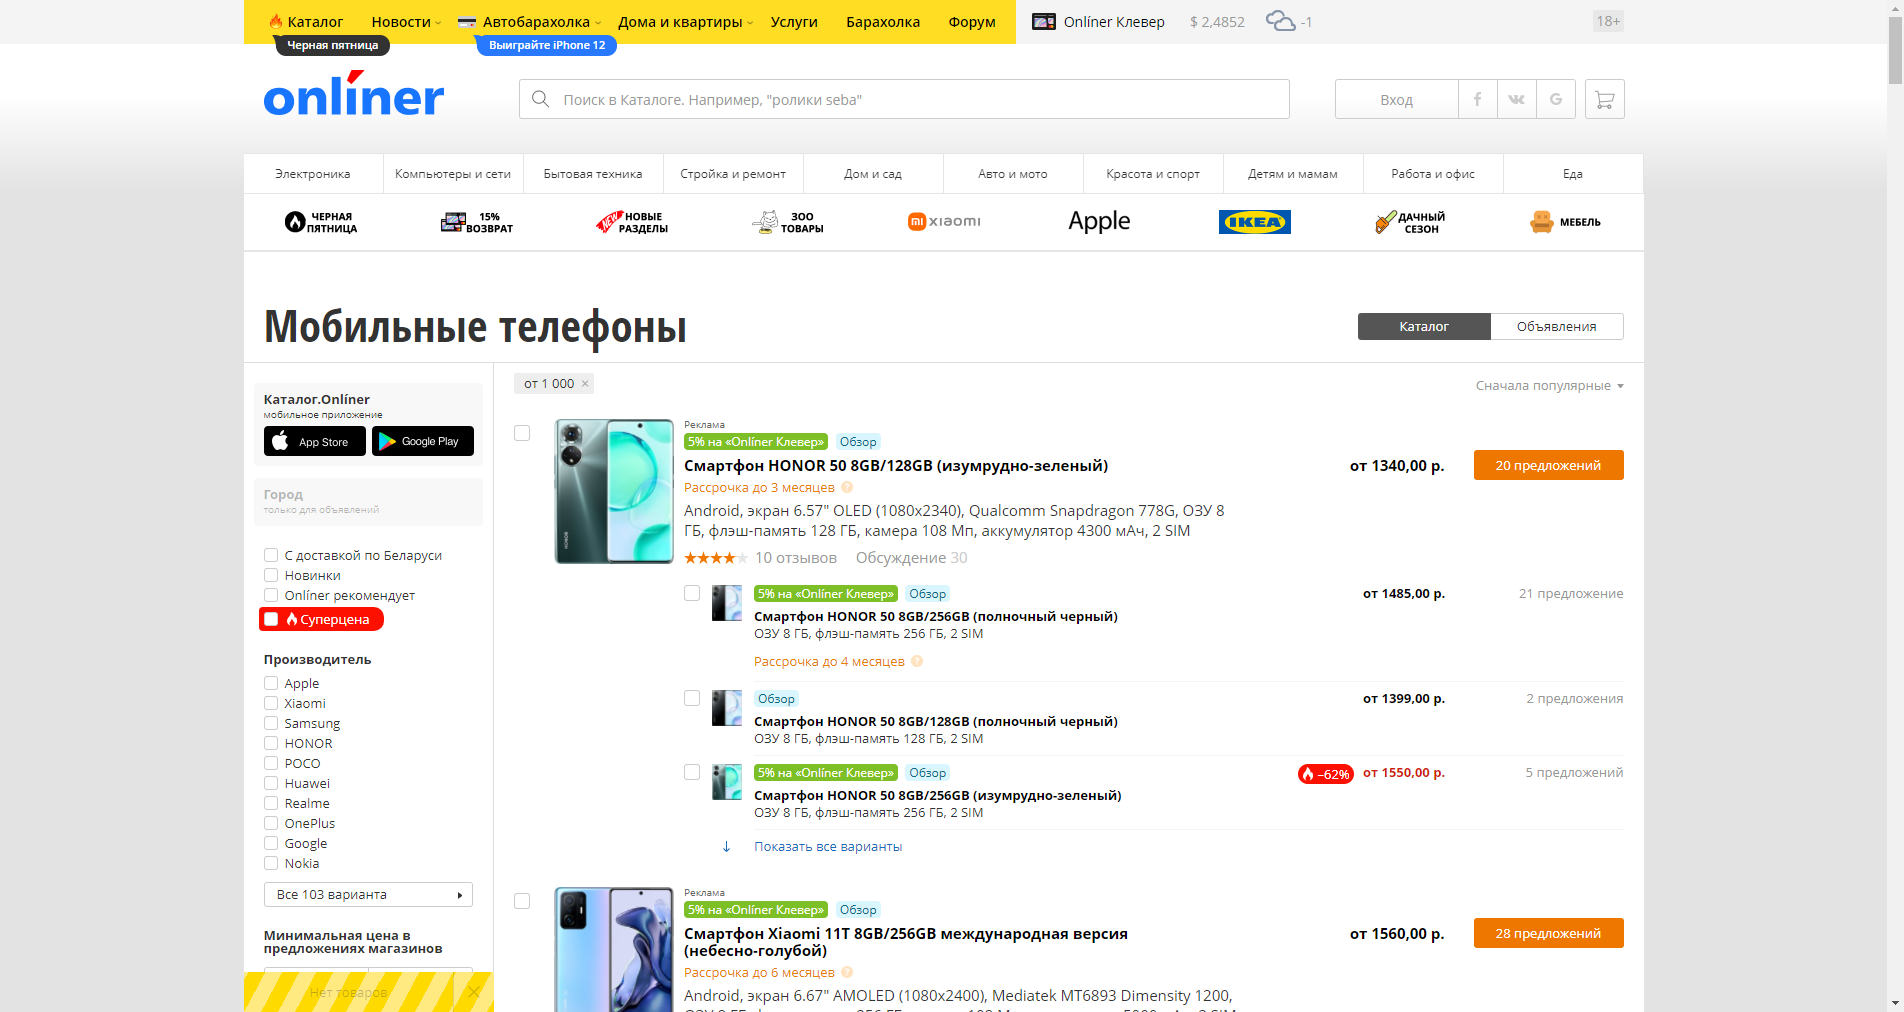 Каталог
Новости
Автобарахолка
Дома и квартиры
Услуги
Барахолка
Форум
Onlíner Клевер
$ 2,4852
-1
18+
Черная пятница
Выиграйте iPhone 12
onlíner
Поиск в Каталоге. Например, "ролики seba"
Вход
Электроника
Компьютеры и сети
Бытовая техника
Стройка и ремонт
Дом и сад
Авто и мото
Красота и спорт
Детям и мамам
Работа и офис
Еда
ЧЕРНАЯ
ПЯТНИЦА
15%
ВОЗВРАТ
NEW
НОВЫЕ
РАЗДЕЛЫ
ЗОО
ТОВАРЫ
xiaomi
Apple
IKEA
ДАЧНЫЙ
СЕЗОН
МЕБЕЛЬ
Мобильные телефоны
Каталог
Объявления
Каталог.Onlíner
мобильное приложение
App Store
Google Play
Город
только для объявлений
С доставкой по Беларуси
Новинки
Onlíner рекомендует
Суперцена
Производитель
Apple
Xiaomi
Samsung
HONOR
POCO
Huawei
Realme
OnePlus
Google
Nokia
Все 103 варианта
Минимальная цена в
предложениях магазинов
Нет товаров
от 1 000 ×
Сначала популярные
Реклама
5% на «Onlíner Клевер» Обзор
Смартфон HONOR 50 8GB/128GB (изумрудно-зеленый)
от 1340,00 р.
20 предложений
Рассрочка до 3 месяцев ?
Android, экран 6.57" OLED (1080x2340), Qualcomm Snapdragon 778G, ОЗУ 8
ГБ, флэш-память 128 ГБ, камера 108 Мп, аккумулятор 4300 мАч, 2 SIM
10 отзывов Обсуждение 30
5% на «Onlíner Клевер» Обзор
от 1485,00 р.
21 предложение
Смартфон HONOR 50 8GB/256GB (полночный черный)
ОЗУ 8 ГБ, флэш-память 256 ГБ, 2 SIM
Рассрочка до 4 месяцев ?
Обзор
от 1399,00 р.
2 предложения
Смартфон HONOR 50 8GB/128GB (полночный черный)
ОЗУ 8 ГБ, флэш-память 128 ГБ, 2 SIM
5% на «Onlíner Клевер» Обзор
–62%
от 1550,00 р.
5 предложений
Смартфон HONOR 50 8GB/256GB (изумрудно-зеленый)
ОЗУ 8 ГБ, флэш-память 256 ГБ, 2 SIM
Показать все варианты
Реклама
5% на «Onlíner Клевер» Обзор
Смартфон Xiaomi 11T 8GB/256GB международная версия
(небесно-голубой)
от 1560,00 р.
28 предложений
Рассрочка до 6 месяцев ?
Android, экран 6.67" AMOLED (1080x2400), Mediatek MT6893 Dimensity 1200,